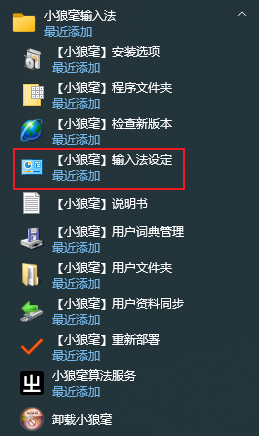 小狼毫输入法
最近添加
【小狼毫】安装选项
最近添加
【小狼毫】程序文件夹
最近添加
【小狼毫】检查新版本
最近添加
【小狼毫】输入法设定
最近添加
【小狼毫】说明书
【小狼毫】用户词典管理
最近添加
【小狼毫】用户文件夹
最近添加
【小狼毫】用户资料同步
最近添加
【小狼毫】重新部署
最近添加
小狼毫算法服务
最近添加
卸载小狼毫